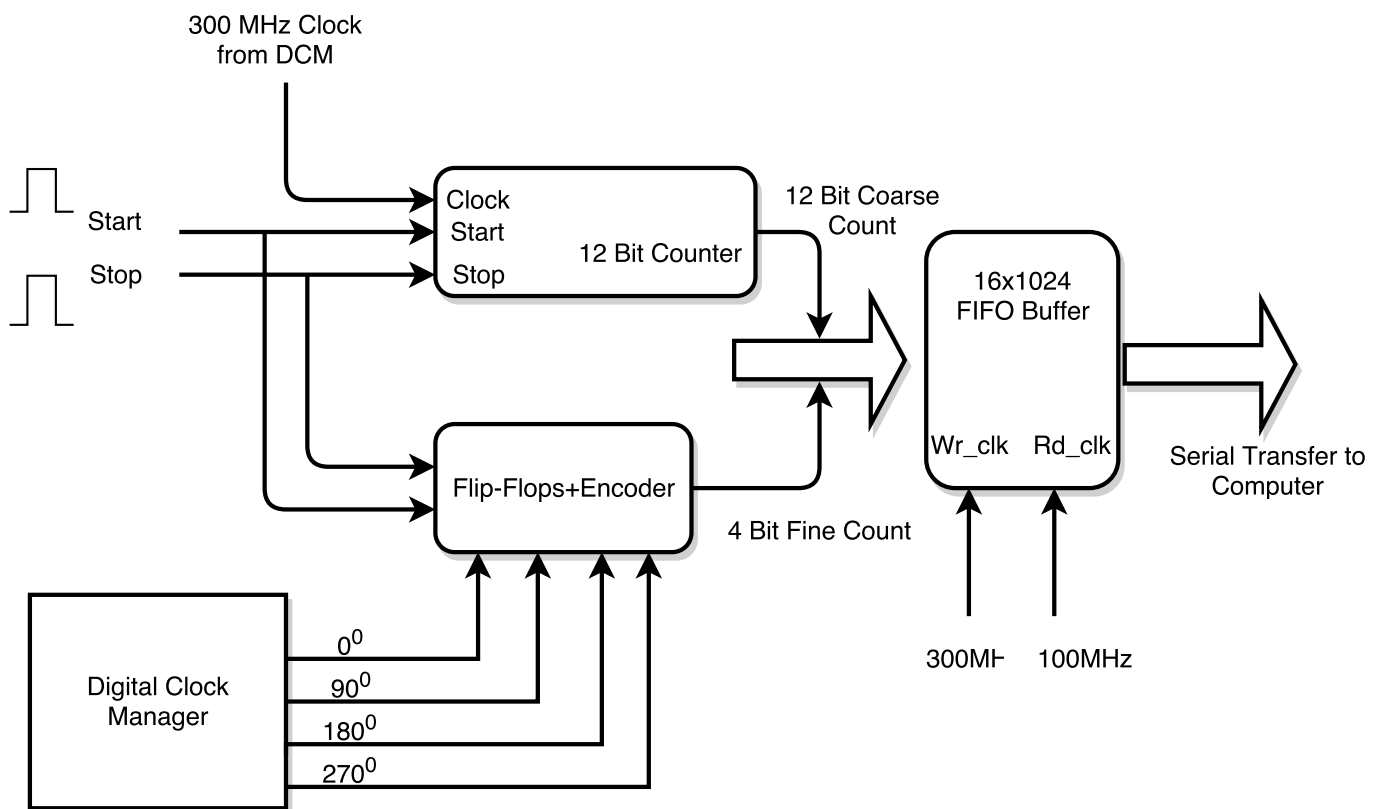 300 MHz Clock
from DCM
Start
Stop
Clock
Start
Stop
12 Bit Counter
12 Bit Coarse
Count
16x1024
FIFO Buffer
Wr_clk
Rd_clk
Serial Transfer to
Computer
Flip-Flops+Encoder
4 Bit Fine Count
Digital Clock
Manager
0⁰
90⁰
180⁰
270⁰
300MH
100MHz